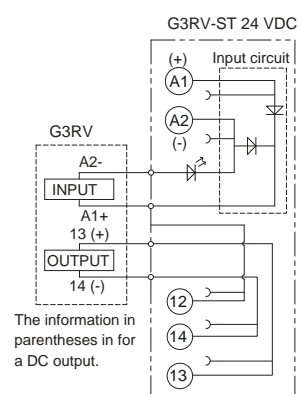 G3RV-ST 24 VDC
(+)
Input circuit
A1
A2
(-)
G3RV
A2-
INPUT
A1+
13 (+)
OUTPUT
14 (-)
12
14
13
The information in
parentheses in for
a DC output.